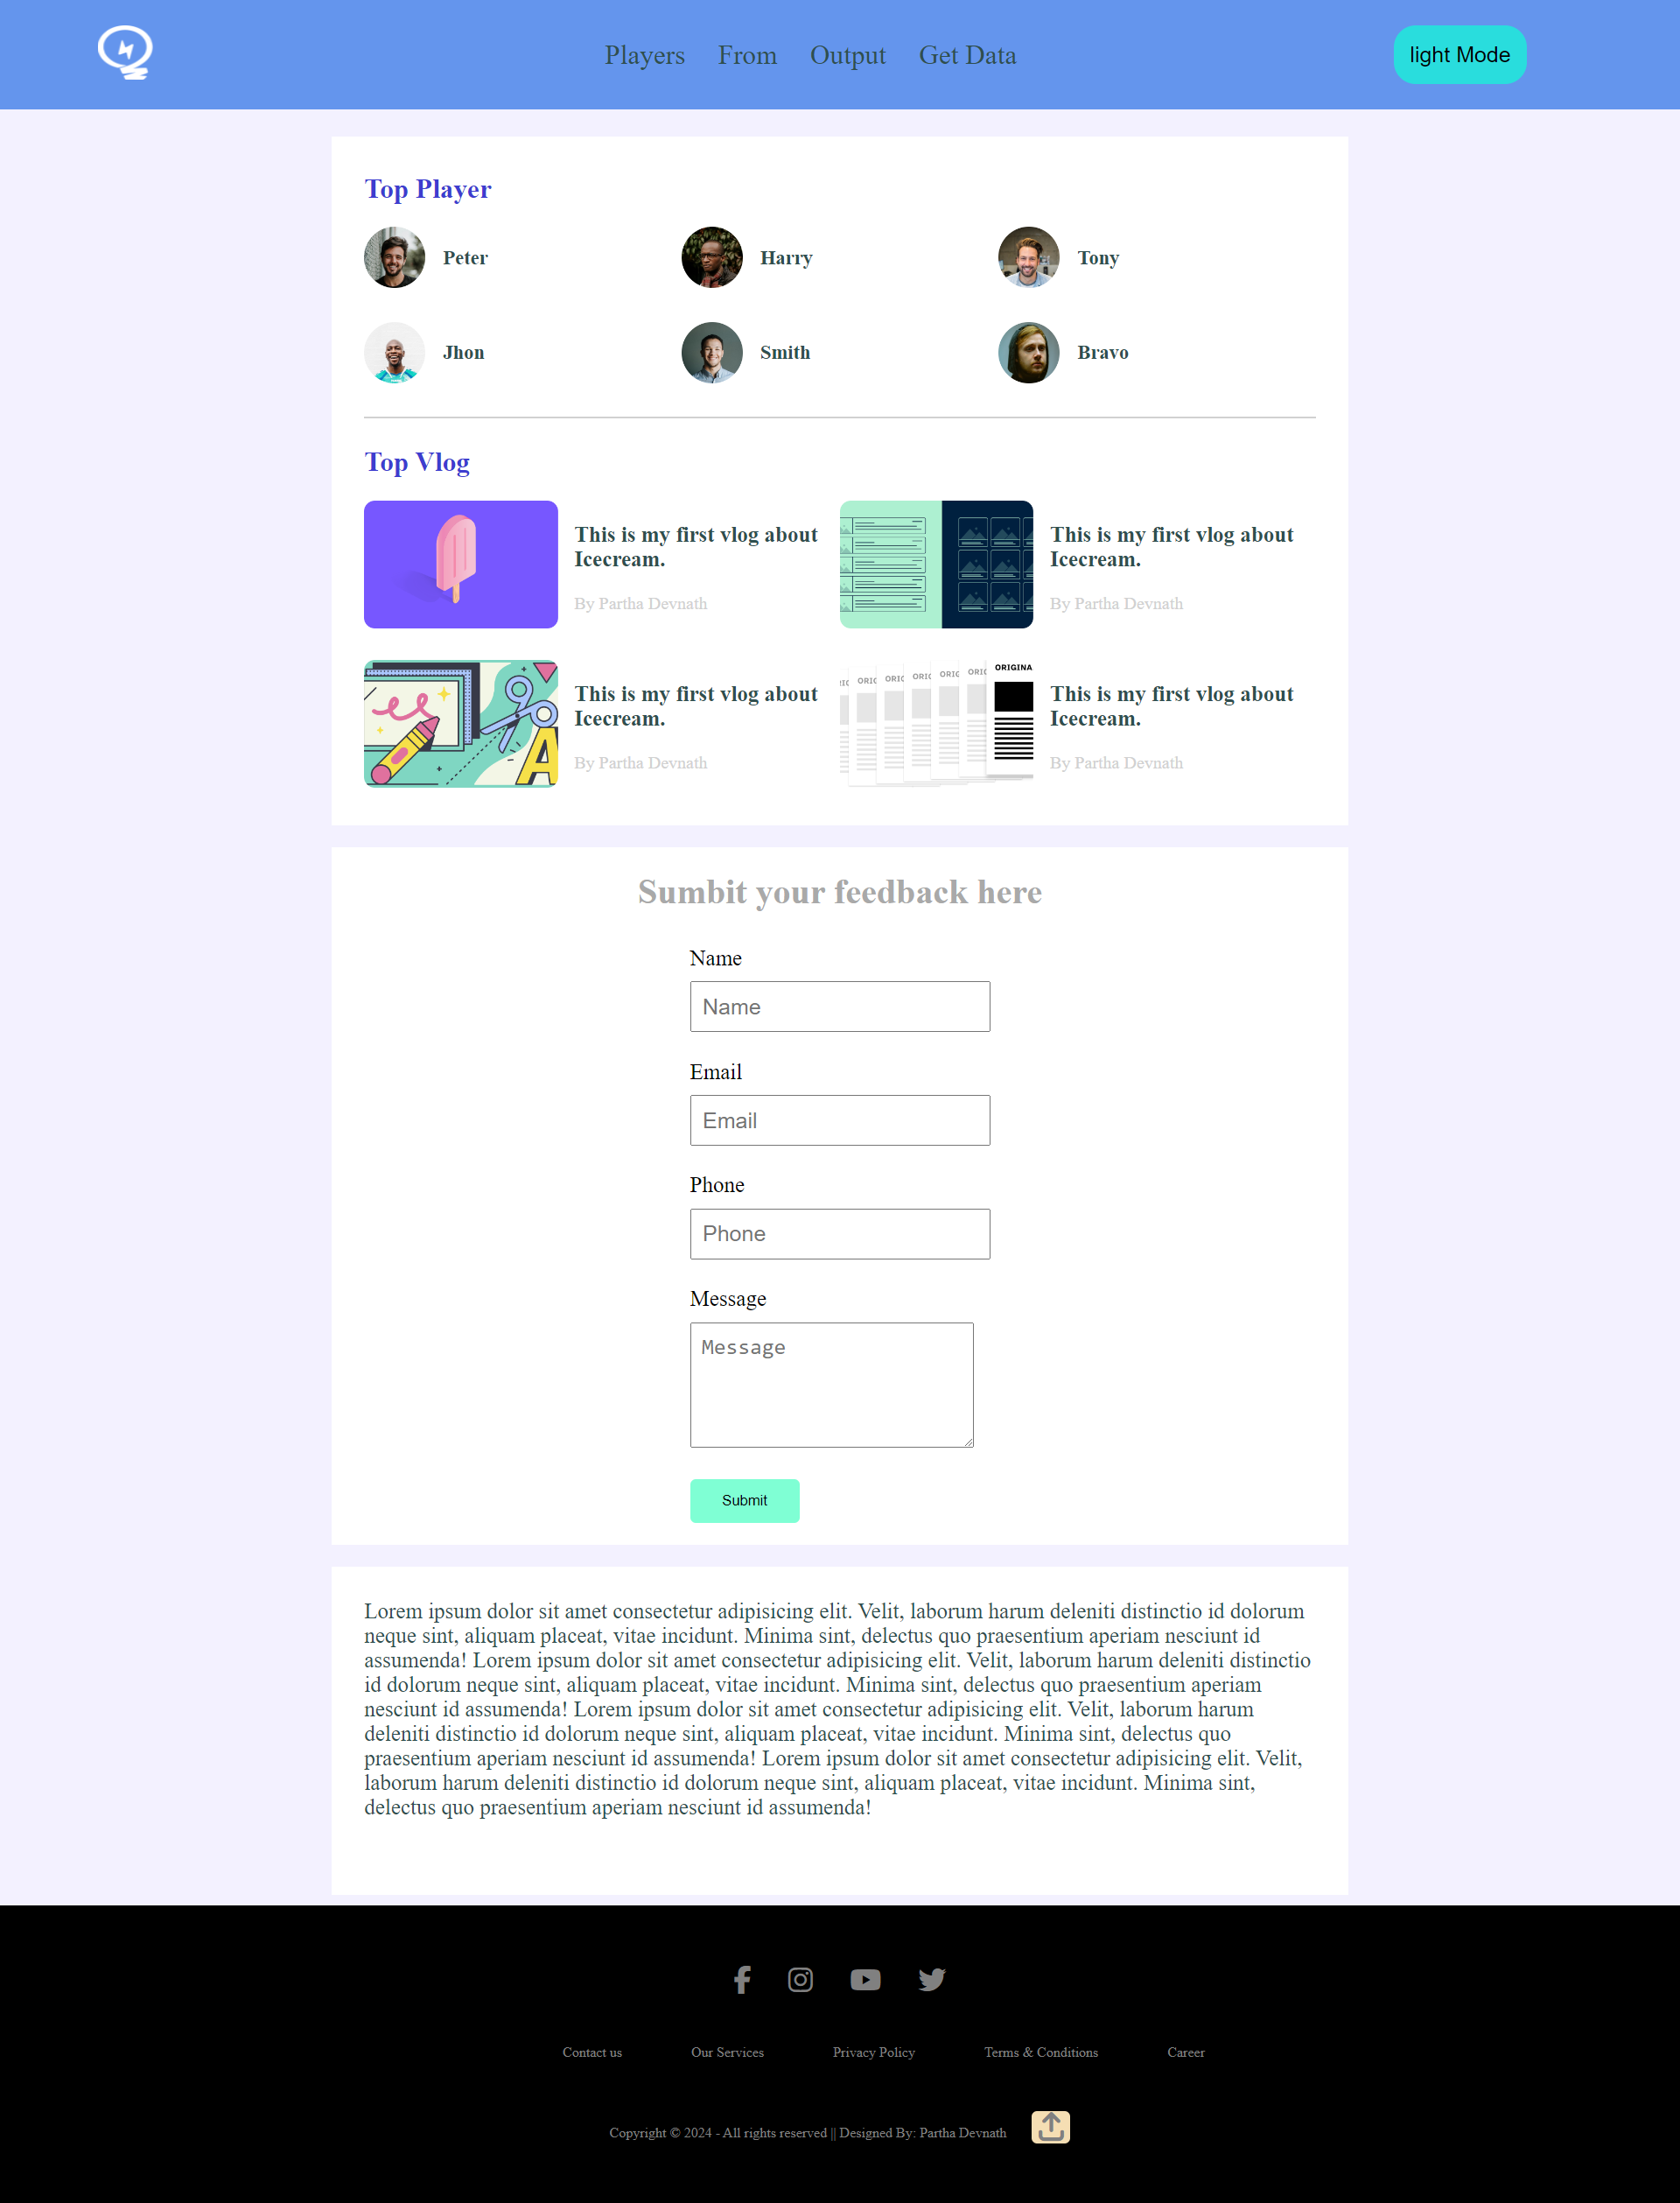 Players From Output Get Data
light Mode
Top Player
Peter
Harry
Tony
Jhon
Smith
Bravo
Top Vlog
This is my first vlog about
Icecream.
By Partha Devnath
This is my first vlog about
Icecream.
By Partha Devnath
A
This is my first vlog about
Icecream.
By Partha Devnath
ORIG
ORIG
ORIG
ORIG
ORIG
ORIGINA
This is my first vlog about
Icecream.
By Partha Devnath
Sumbit your feedback here
Name
Name
Email
Email
Phone
Phone
Message
Message
Submit
Lorem ipsum dolor sit amet consectetur adipisicing elit. Velit, laborum harum deleniti distinctio id dolorum
neque sint, aliquam placeat, vitae incidunt. Minima sint, delectus quo praesentium aperiam nesciunt id
assumenda! Lorem ipsum dolor sit amet consectetur adipisicing elit. Velit, laborum harum deleniti distinctio
id dolorum neque sint, aliquam placeat, vitae incidunt. Minima sint, delectus quo praesentium aperiam
nesciunt id assumenda! Lorem ipsum dolor sit amet consectetur adipisicing elit. Velit, laborum harum
deleniti distinctio id dolorum neque sint, aliquam placeat, vitae incidunt. Minima sint, delectus quo
praesentium aperiam nesciunt id assumenda! Lorem ipsum dolor sit amet consectetur adipisicing elit. Velit,
laborum harum deleniti distinctio id dolorum neque sint, aliquam placeat, vitae incidunt. Minima sint,
delectus quo praesentium aperiam nesciunt id assumenda!
Contact us Our Services Privacy Policy Terms & Conditions Career
Copyright © 2024 - All rights reserved || Designed By: Partha Devnath